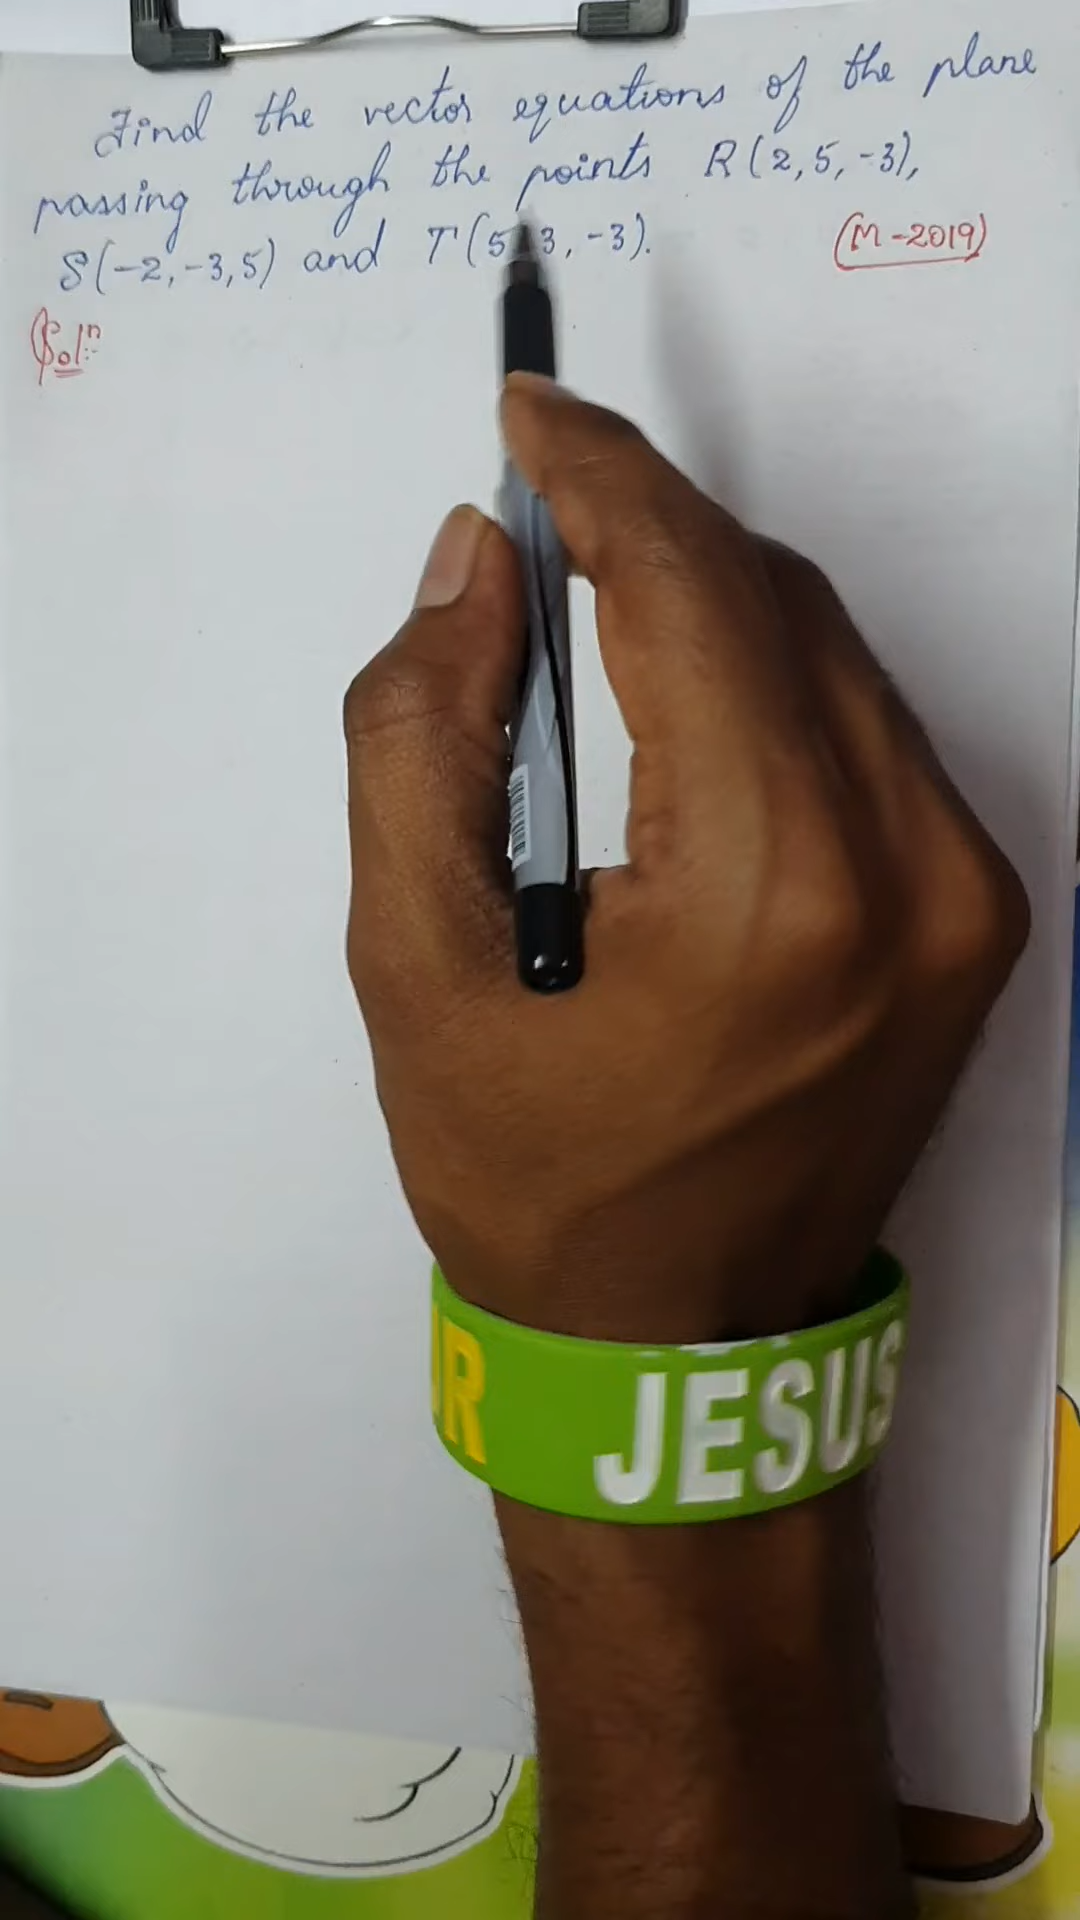 Find the vector equations of the plane
passing through the points R(2,5,-3),
S(-2,-3,5) and T(5,3,-3). (M-2019)
Solⁿ:-
JESUS